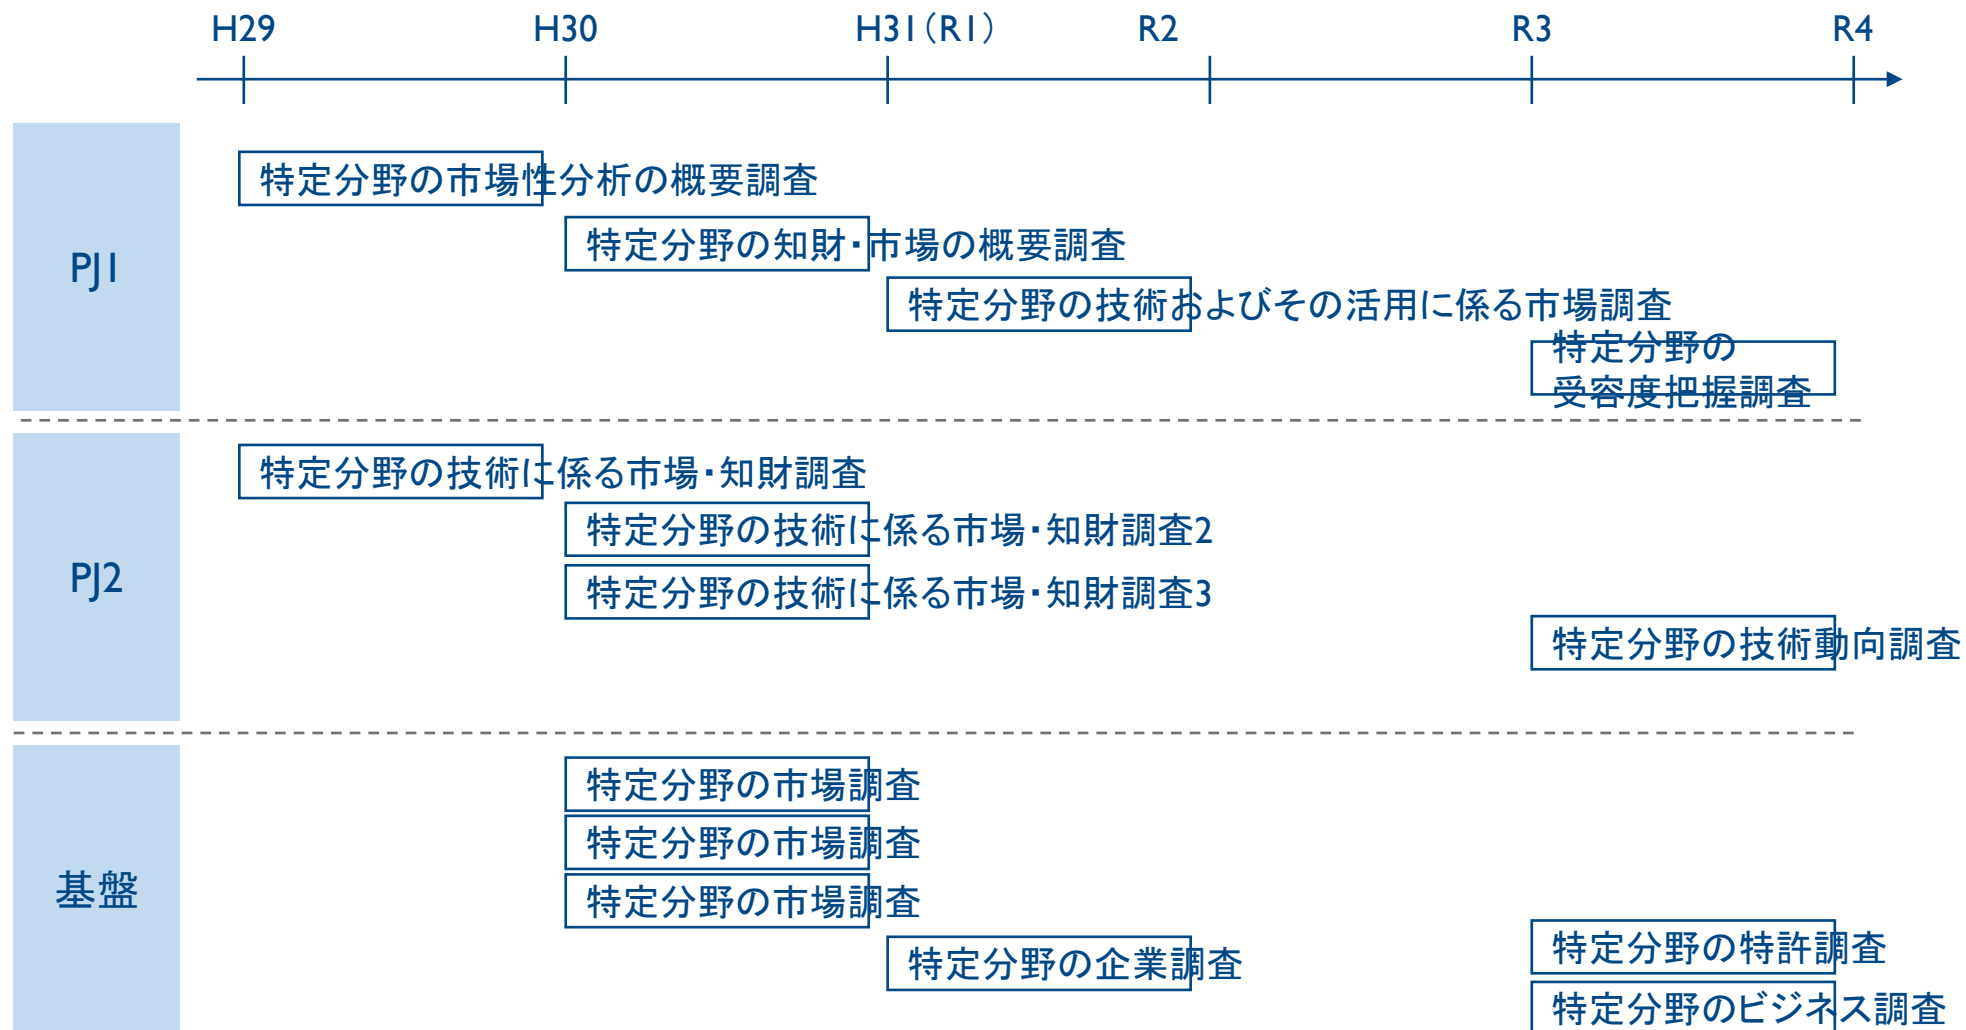 H29 H30 H31(R1) R2 R3 R4
PJ1
特定分野の市場性分析の概要調査
特定分野の知財・市場の概要調査
特定分野の技術およびその活用に係る市場調査
特定分野の
受容度把握調査
PJ2
特定分野の技術に係る市場・知財調査
特定分野の技術に係る市場・知財調査2
特定分野の技術に係る市場・知財調査3
特定分野の技術動向調査
基盤
特定分野の市場調査
特定分野の市場調査
特定分野の市場調査
特定分野の企業調査
特定分野の特許調査
特定分野のビジネス調査